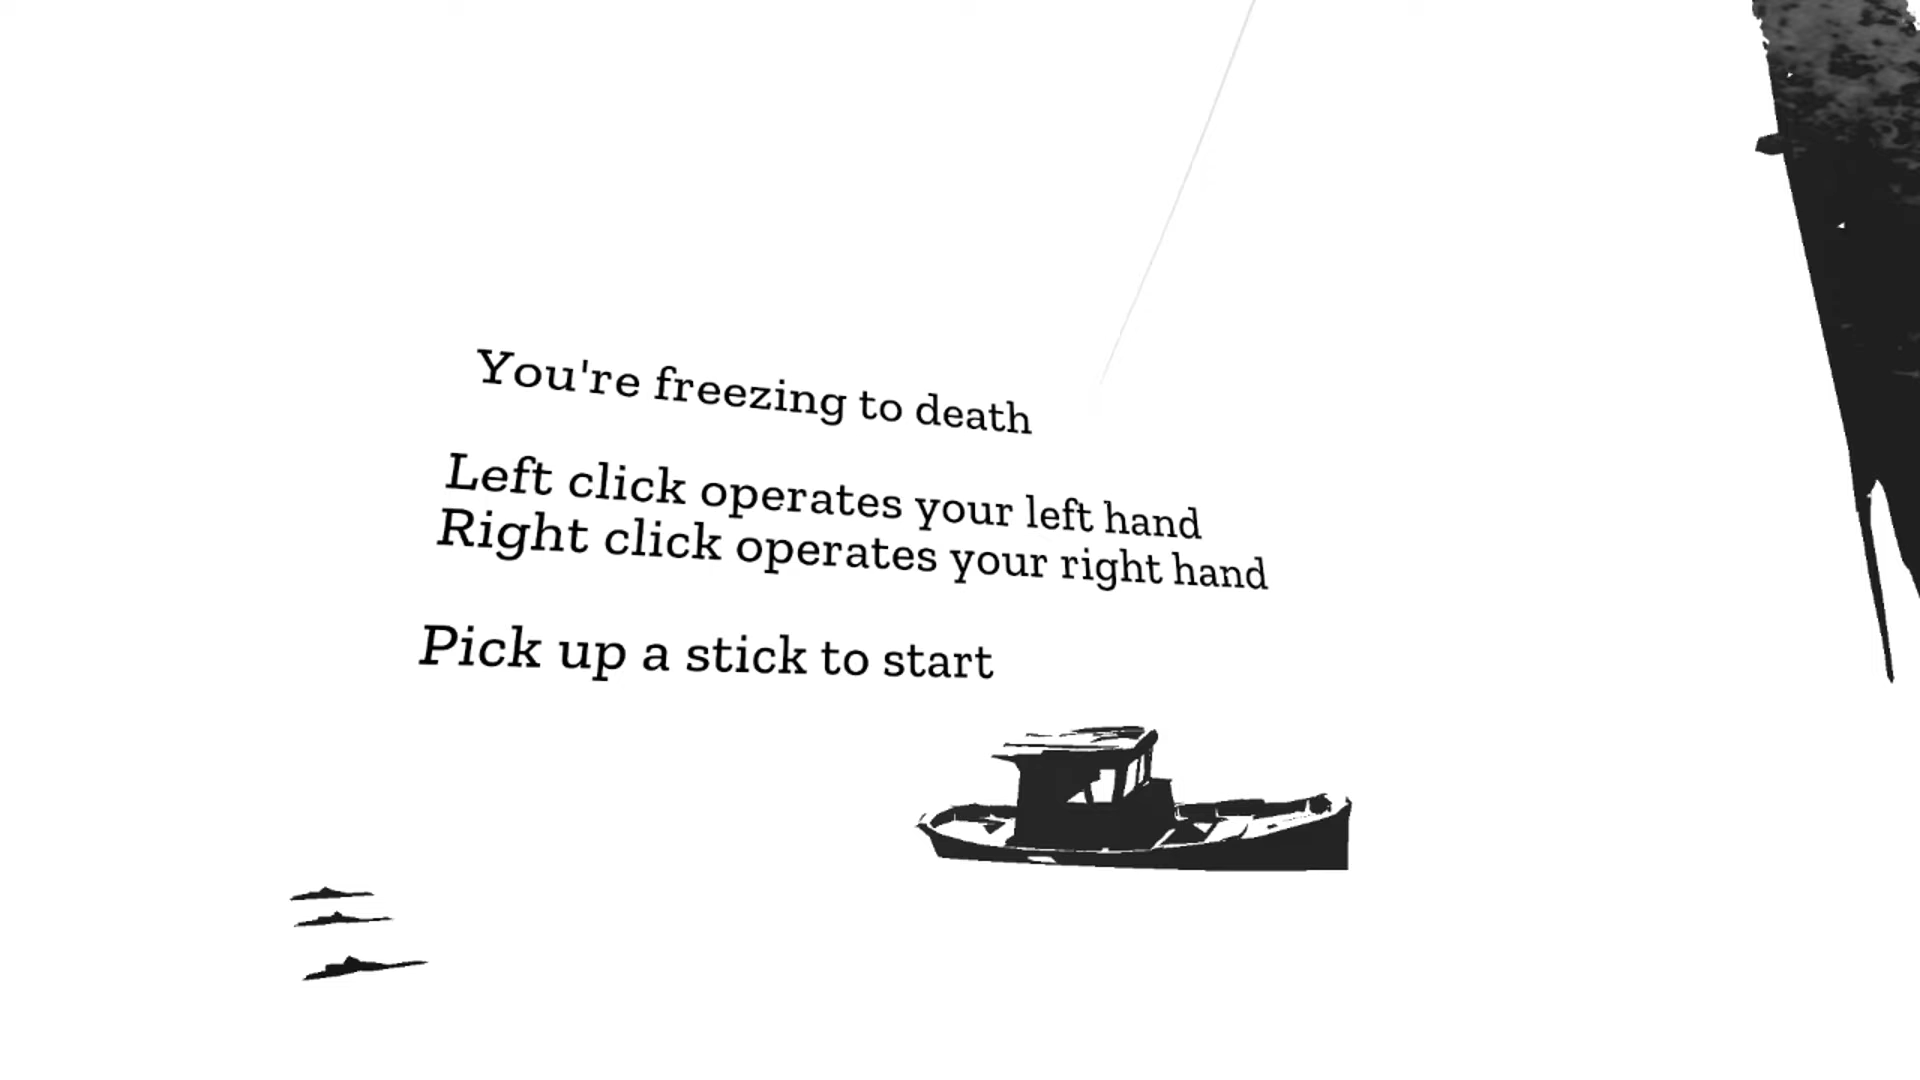 You're freezing to death
Left click operates your left hand
Right click operates your right hand
Pick up a stick to start